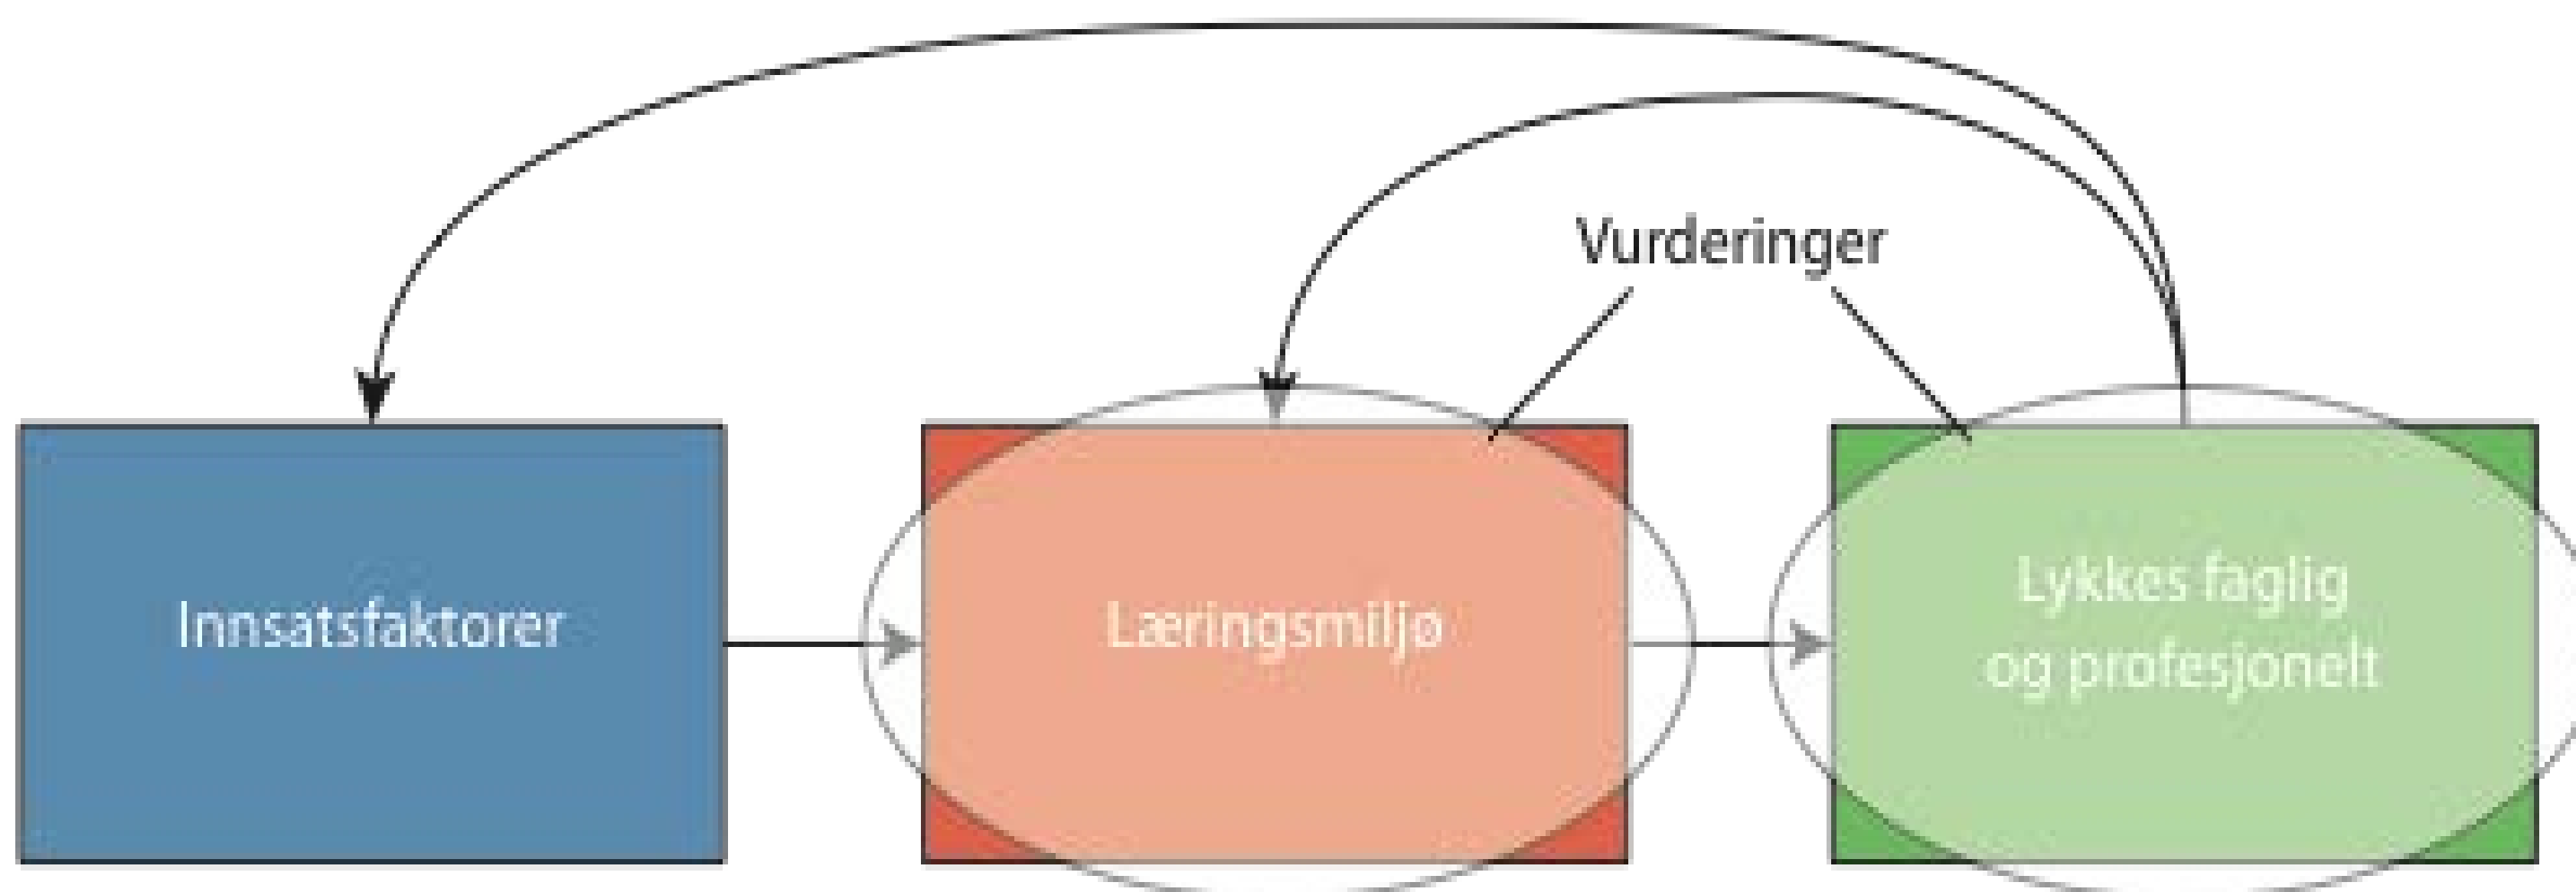 Vurderinger
Innsatsfaktorer
Læringsmiljø
Lykkes faglig
og profesjonelt